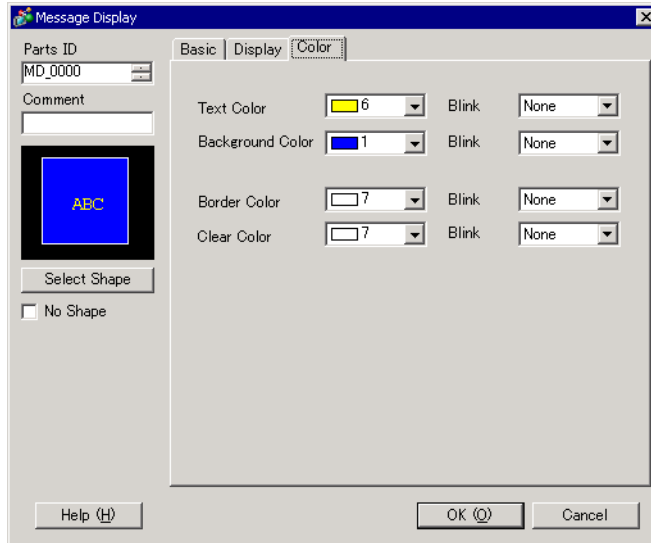 Message Display
Parts ID
MD_0000
Comment
ABC
Select Shape
No Shape
Basic Display Color
Text Color 6 Blink None
Background Color 1 Blink None
Border Color 7 Blink None
Clear Color 7 Blink None
Help (H) OK (O) Cancel